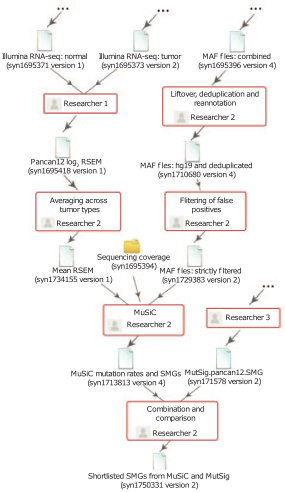 ...
...
Illumina RNA-seq: normal
(syn1695371 version 1)
Illumina RNA-seq: tumor
(syn1695373 version 2)
MAF files: combined
(syn1695396 version 4)
Researcher 1
Liftover, deduplication and
reannotation
Researcher 2
Pancan12 log2 RSEM
(syn1695418 version 1)
MAF files: hg19 and deduplicated
(syn1710680 version 4)
Averaging across
tumor types
Researcher 2
Filtering of false
positives
Researcher 2
Sequencing coverage
(syn1695394)
Mean RSEM
(syn1734155 version 1)
MAF files: strictly filtered
(syn1729383 version 2)
...
MuSiC
Researcher 2
Researcher 3
MuSiC mutation rates and SMGs
(syn1713813 version 4)
MutSig.pancan12.SMG
(syn171578 version 2)
Combination and
comparison
Researcher 2
Shortlisted SMGs from MuSiC and MutSig
(syn1750331 version 2)